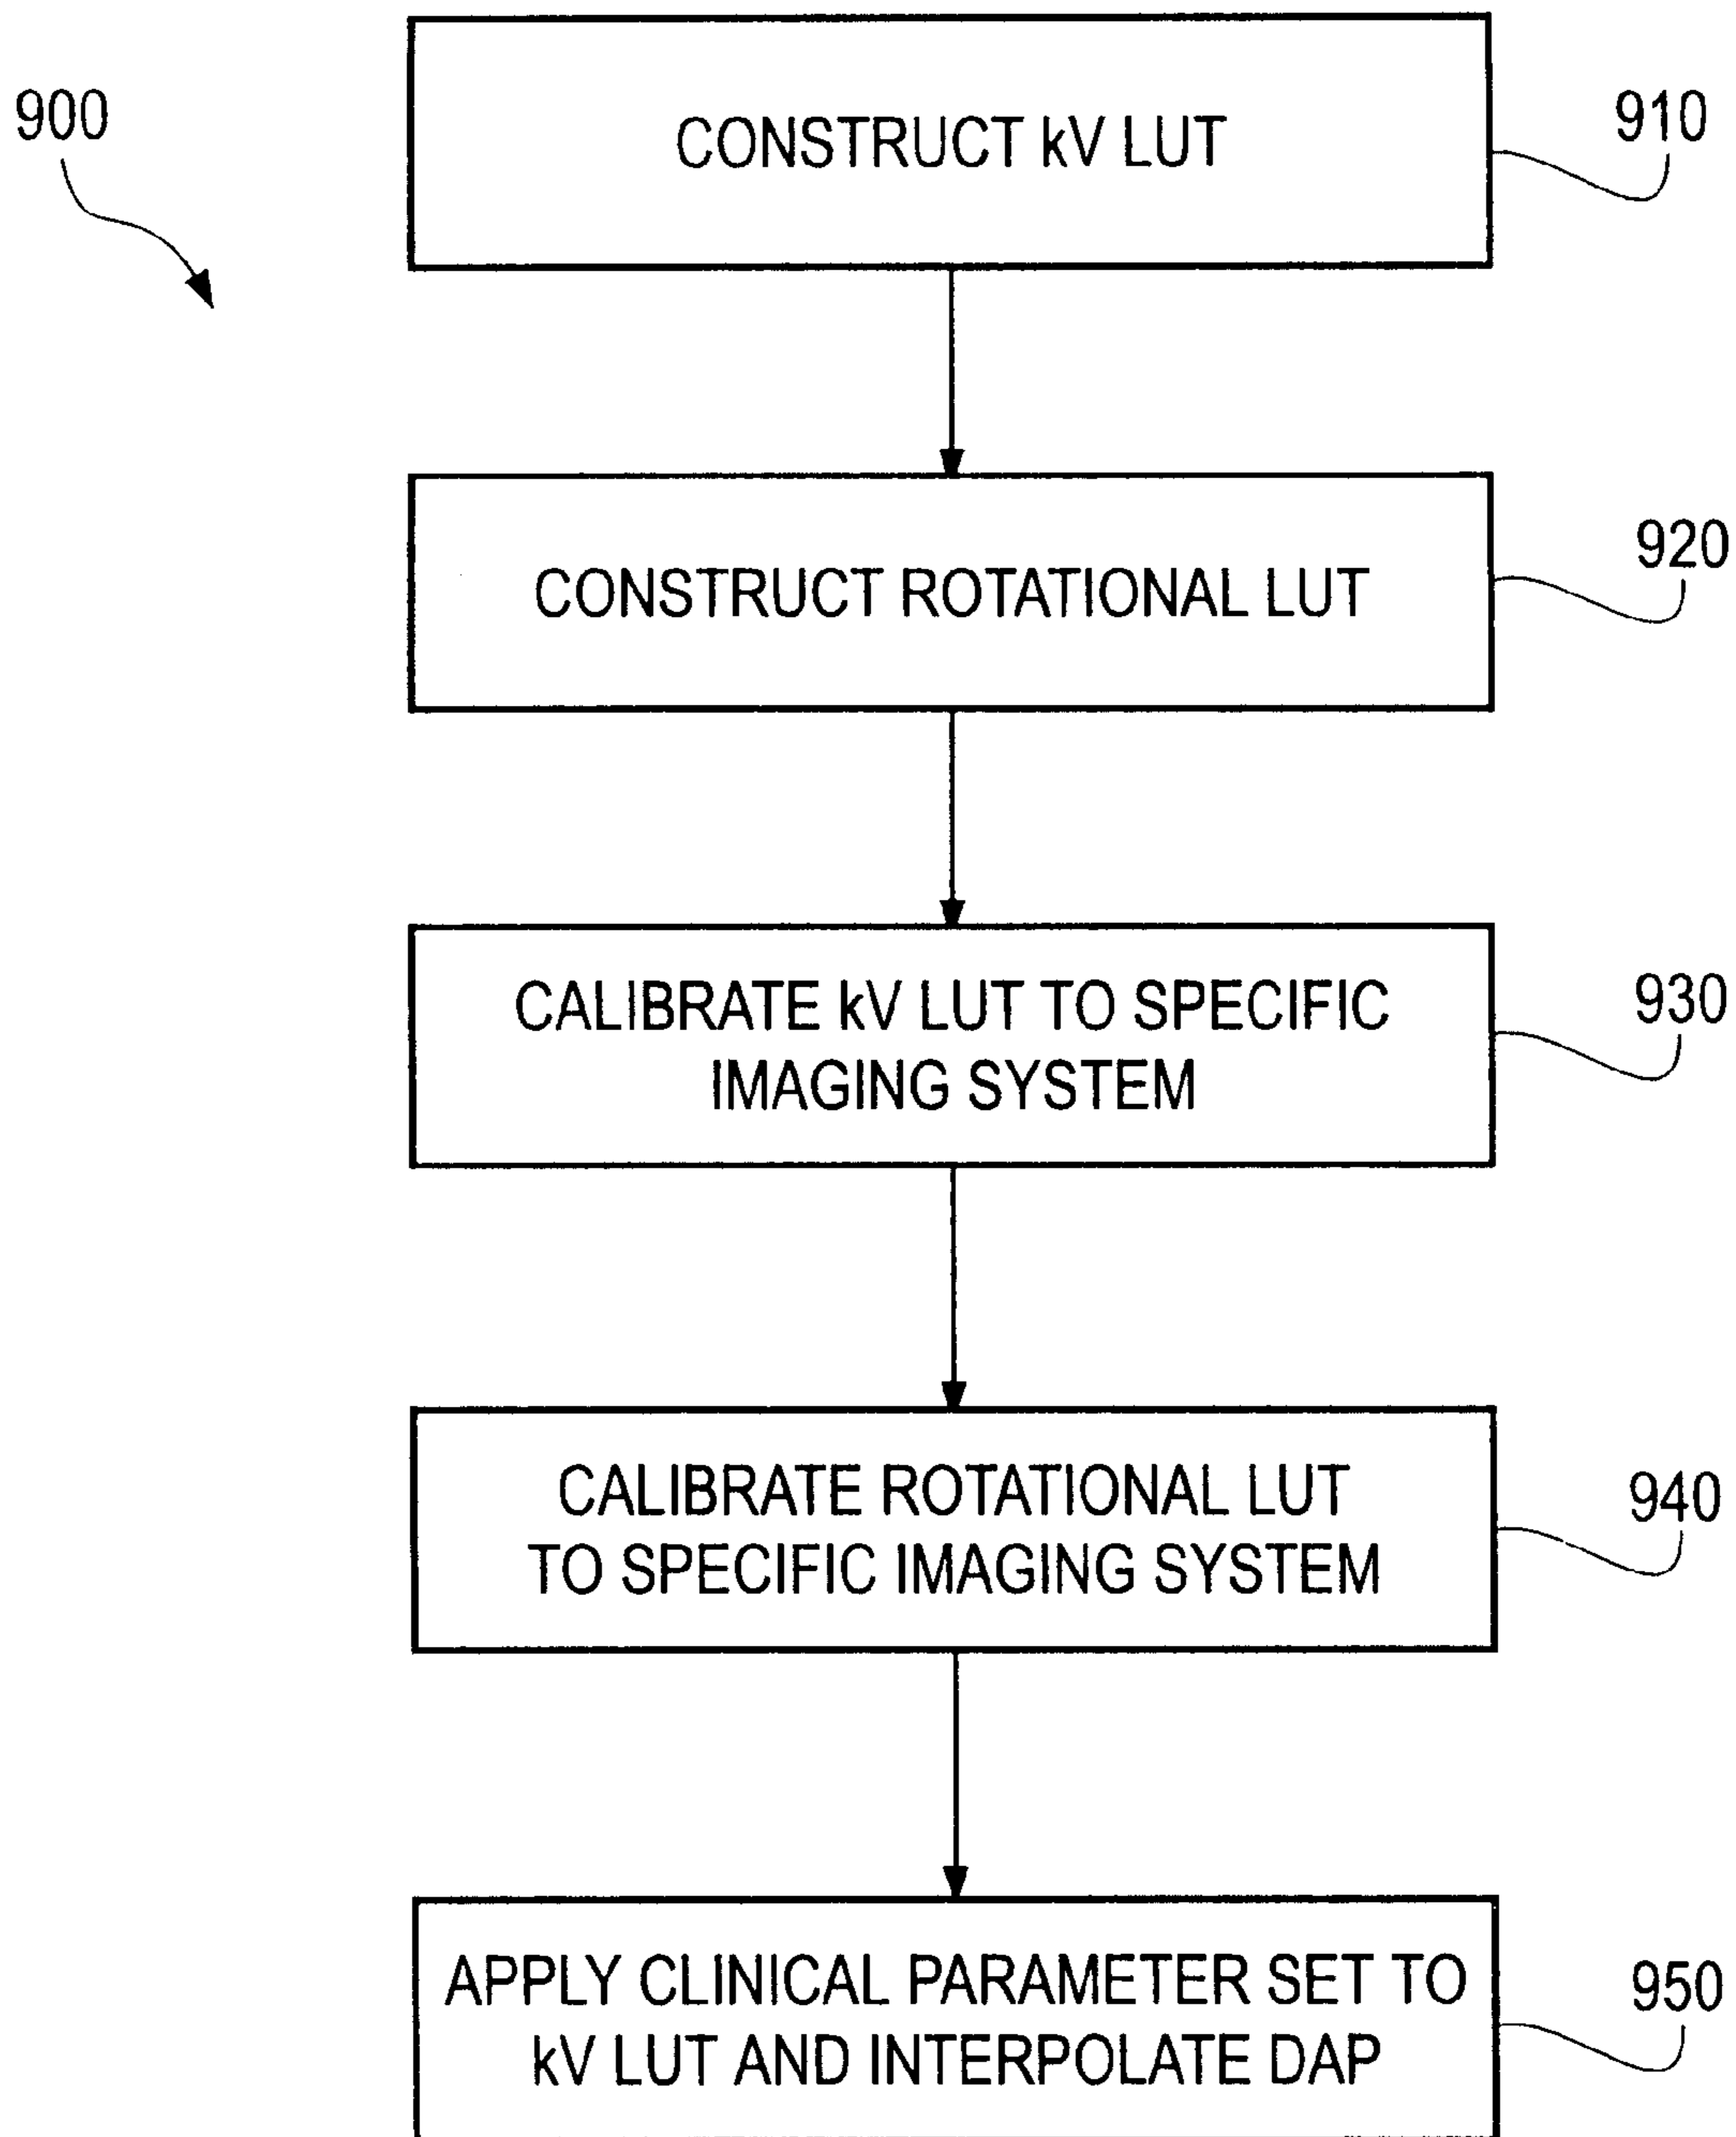 900
CONSTRUCT kV LUT
910
CONSTRUCT ROTATIONAL LUT
920
CALIBRATE kV LUT TO SPECIFIC
IMAGING SYSTEM
930
CALIBRATE ROTATIONAL LUT
TO SPECIFIC IMAGING SYSTEM
940
APPLY CLINICAL PARAMETER SET TO
kV LUT AND INTERPOLATE DAP
950